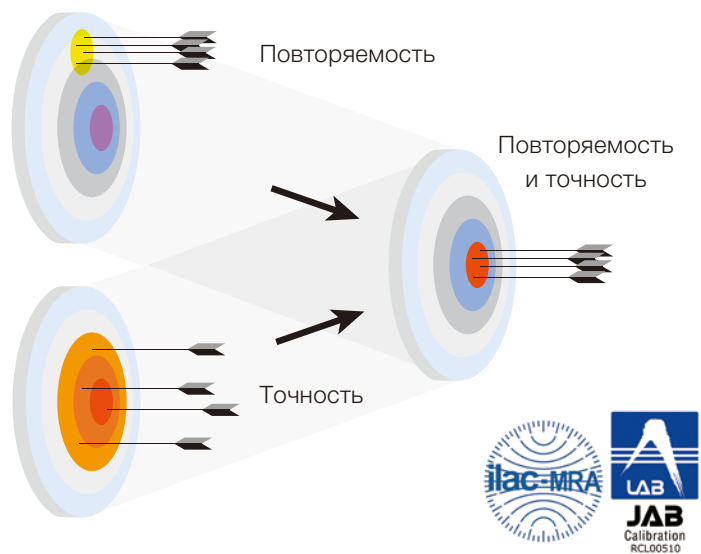 Повторяемость
Повторяемость
и точность
Точность
ilac-MRA
LAB
JAB
Calibration
RCL00510